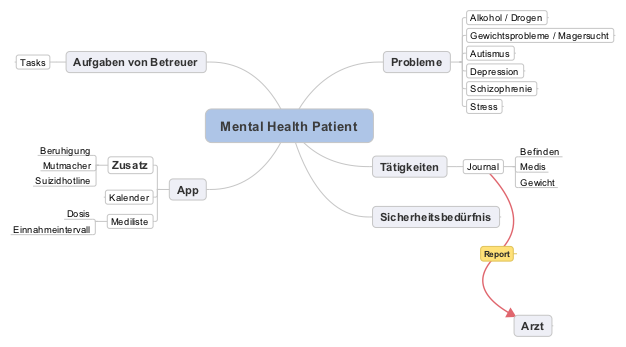 Mental Health Patient
Aufgaben von Betreuer
Tasks
Probleme
Alkohol / Drogen
Gewichtsprobleme / Magersucht
Autismus
Depression
Schizophrenie
Stress
Tätigkeiten
Journal
Befinden
Medis
Gewicht
Sicherheitsbedürfnis
Report
Arzt
App
Zusatz
Beruhigung
Mutmacher
Suizidhotline
Kalender
Mediliste
Dosis
Einnahmeintervall